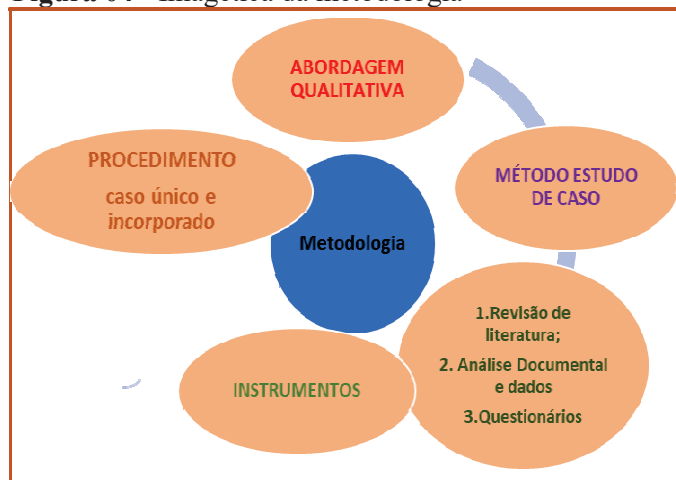 ABORDAGEM
QUALITATIVA
PROCEDIMENTO
caso único e
incorporado
MÉTODO ESTUDO
DE CASO
Metodologia
1.Revisão de
literatura;
2. Análise Documental
e dados
3.Questionários
INSTRUMENTOS